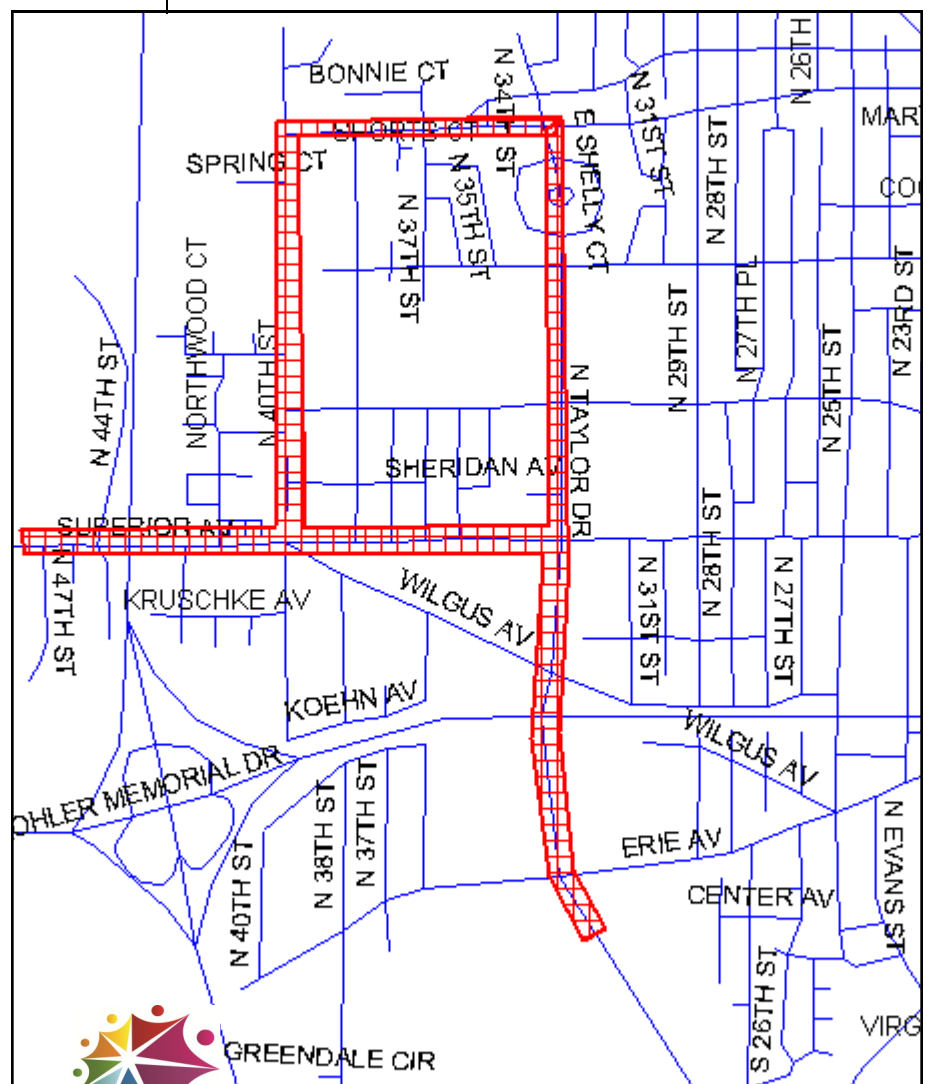 BONNIE CT
N 34TH ST
N 26TH
N 31ST ST
SHORTS CT
E SHELLY CT
N 28TH ST
MAR
SPRING CT
N 35TH ST
N 37TH ST
COO
NORTHWOOD CT
N 40TH ST
N 44TH ST
N 29TH ST
N 27TH PL
N 23RD ST
N 25TH ST
N TAYLOR DR
SHERIDAN AV
SUPERIOR AV
N 47TH ST
KRUSCHKE AV
WILGUS AV
N 31ST ST
N 28TH ST
N 27TH ST
KOEHN AV
WILGUS AV
OHLER MEMORIAL DR
N 38TH ST
N 37TH ST
N 40TH ST
ERIE AV
N EVANS ST
CENTER AV
S 26TH ST
VIRG
GREENDALE CIR